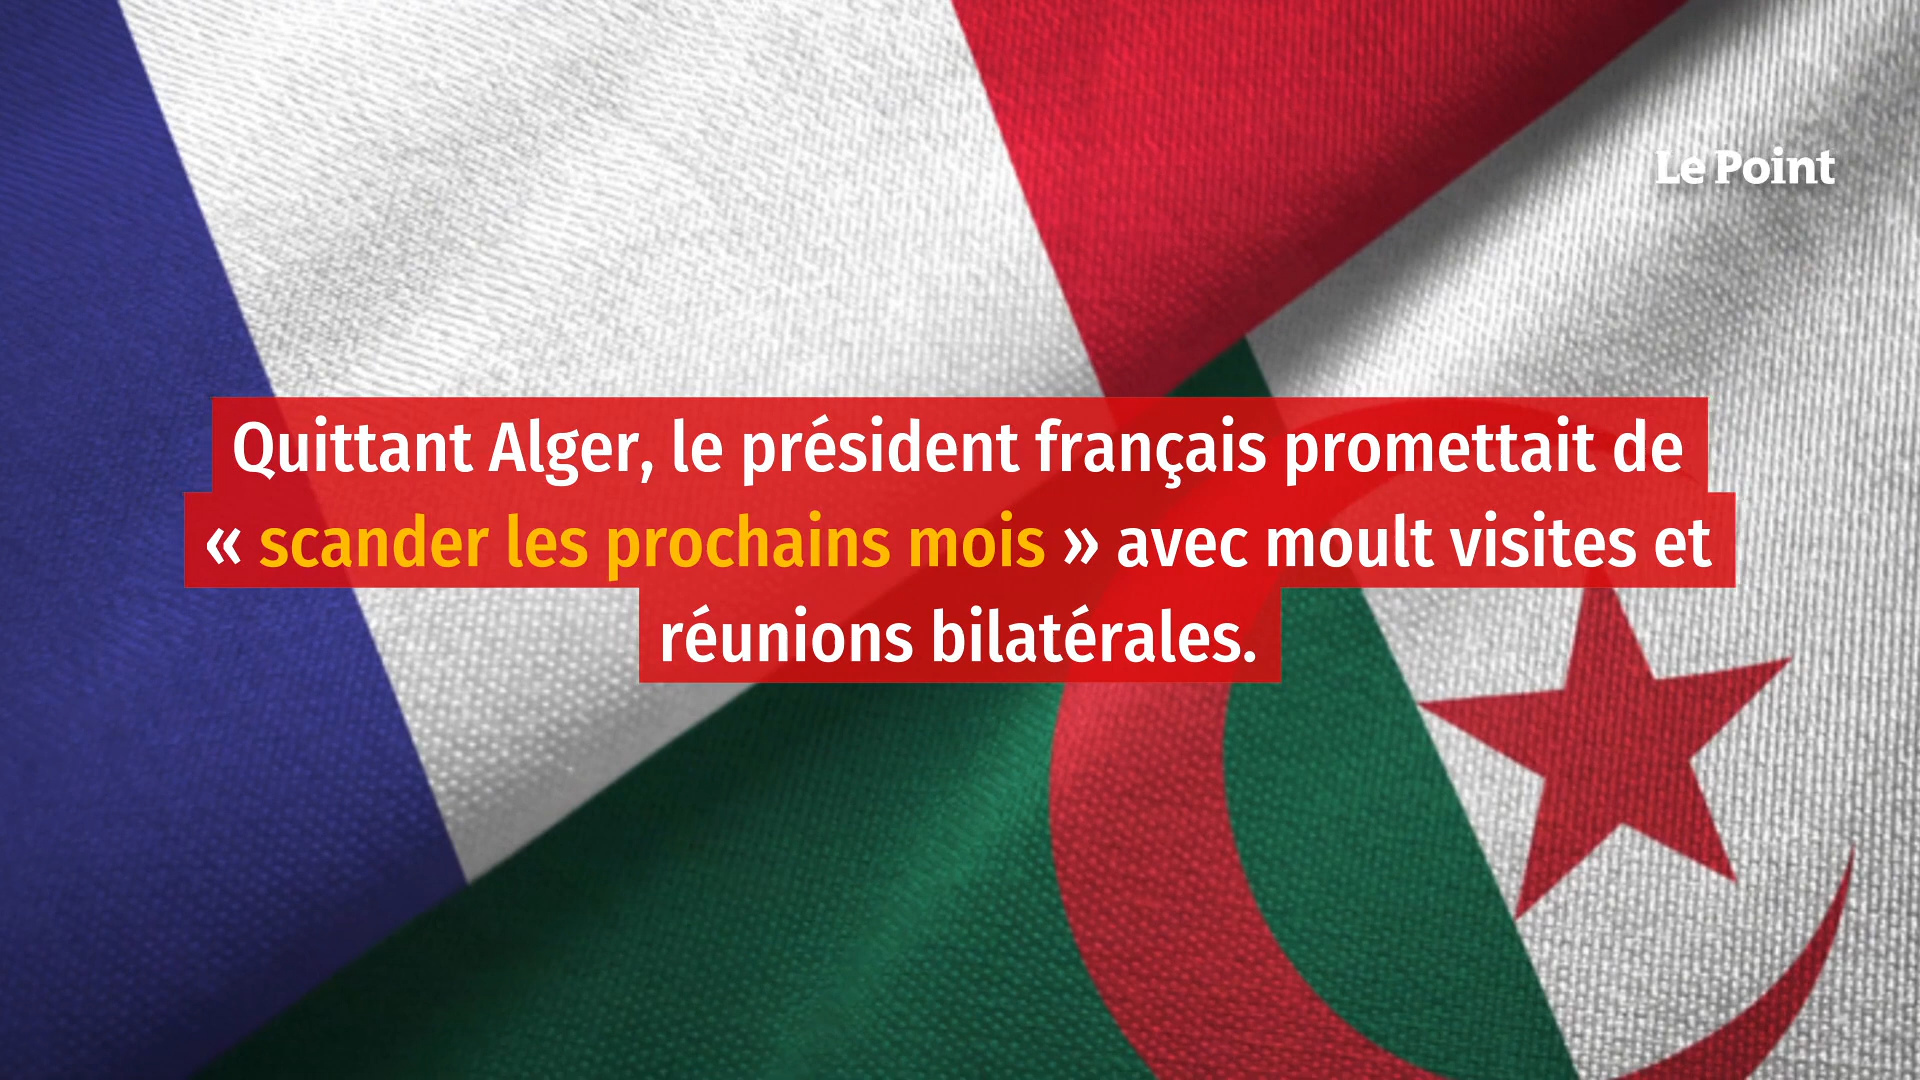 Le Point
Quittant Alger, le président français promettait de
« scander les prochains mois » avec moult visites et
réunions bilatérales.